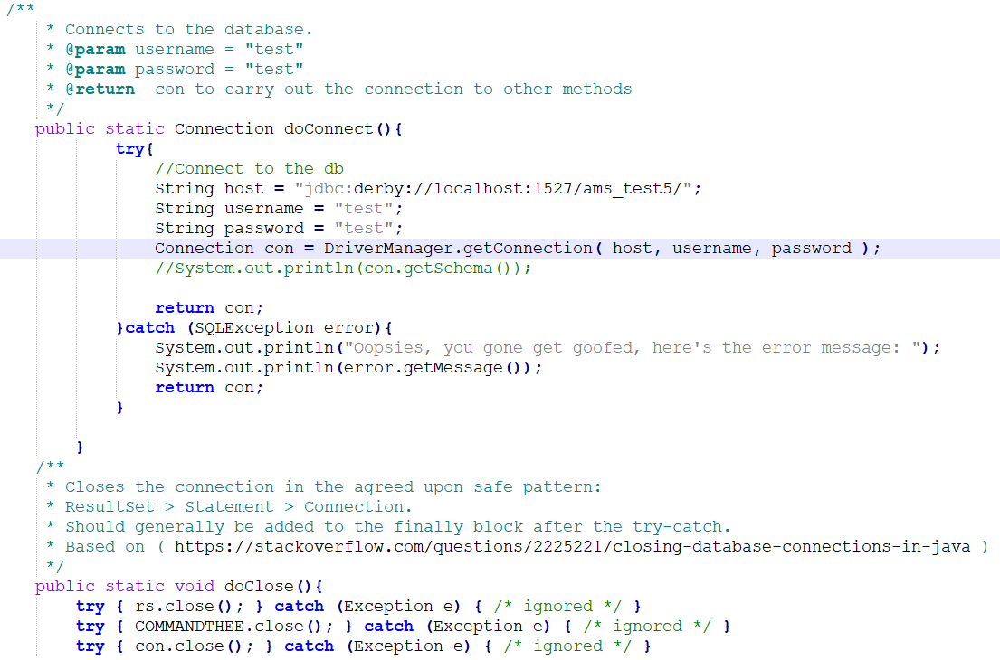 /**
* Connects to the database.
* @param username = "test"
* @param password = "test"
* @return  con to carry out the connection to other methods
*/
public static Connection doConnect(){
try{
//Connect to the db
String host = "jdbc:derby://localhost:1527/ams_test5/";
String username = "test";
String password = "test";
Connection con = DriverManager.getConnection( host, username, password );
//System.out.println(con.getSchema());
return con;
}catch (SQLException error){
System.out.println("Oopsies, you gone get goofed, here's the error message: ");
System.out.println(error.getMessage());
return con;
}
}
/**
* Closes the connection in the agreed upon safe pattern:
* ResultSet > Statement > Connection.
* Should generally be added to the finally block after the try-catch.
* Based on ( https://stackoverflow.com/questions/2225221/closing-database-connections-in-java )
*/
public static void doClose(){
try { rs.close(); } catch (Exception e) { /* ignored */ }
try { COMMANDTHEE.close(); } catch (Exception e) { /* ignored */ }
try { con.close(); } catch (Exception e) { /* ignored */ }